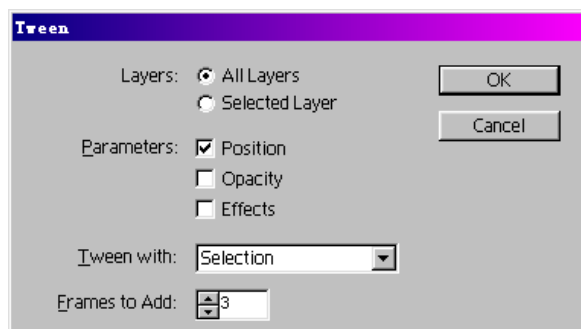 Tween
Layers: All Layers
Selected Layer
OK
Cancel
Parameters: Position
Opacity
Effects
Tween with: Selection
Frames to Add: 3